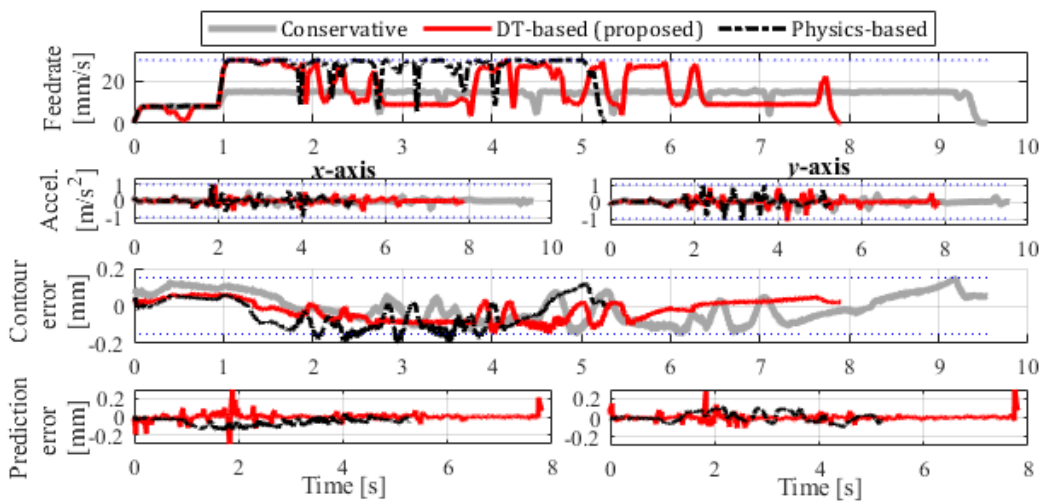 Conservative DT-based (proposed) Physics-based
Feedrate
[mm/s]
20
0
0 1 2 3 4 5 6 7 8 9 10
x-axis y-axis
Accel.
[m/s²]
1
0
-1
0 2 4 6 8 10
1
0
-1
0 2 4 6 8 10
Contour
error
[mm]
0.2
0
-0.2
0 1 2 3 4 5 6 7 8 9 10
Prediction
error
[mm]
0.2
0
-0.2
0 2 4 6 8
Time [s]
0.2
0
-0.2
0 2 4 6 8
Time [s]